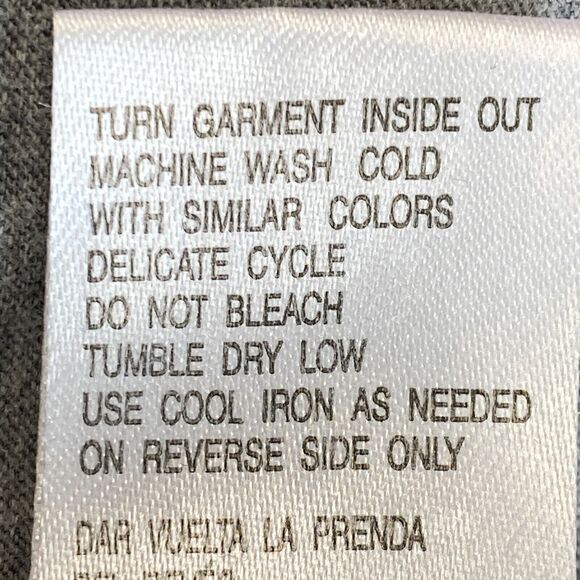 TURN GARMENT INSIDE OUT
MACHINE WASH COLD
WITH SIMILAR COLORS
DELICATE CYCLE
DO NOT BLEACH
TUMBLE DRY LOW
USE COOL IRON AS NEEDED
ON REVERSE SIDE ONLY
DAR VUELTA LA PRENDA